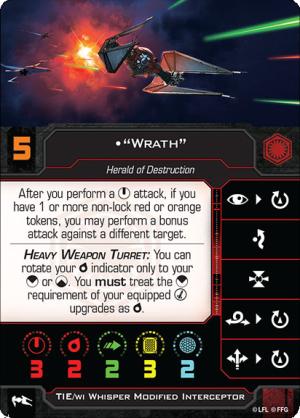 •"Wrath"
5
Herald of Destruction
After you perform a attack, if you
have 1 or more non-lock red or orange
tokens, you may perform a bonus
attack against a different target.
Heavy Weapon Turret: You can
rotate your indicator only to your
or . You must treat the
requirement of your equipped
upgrades as .
3 2 2 3 2
TIE/wi Whisper Modified Interceptor
©LFL ©FFG